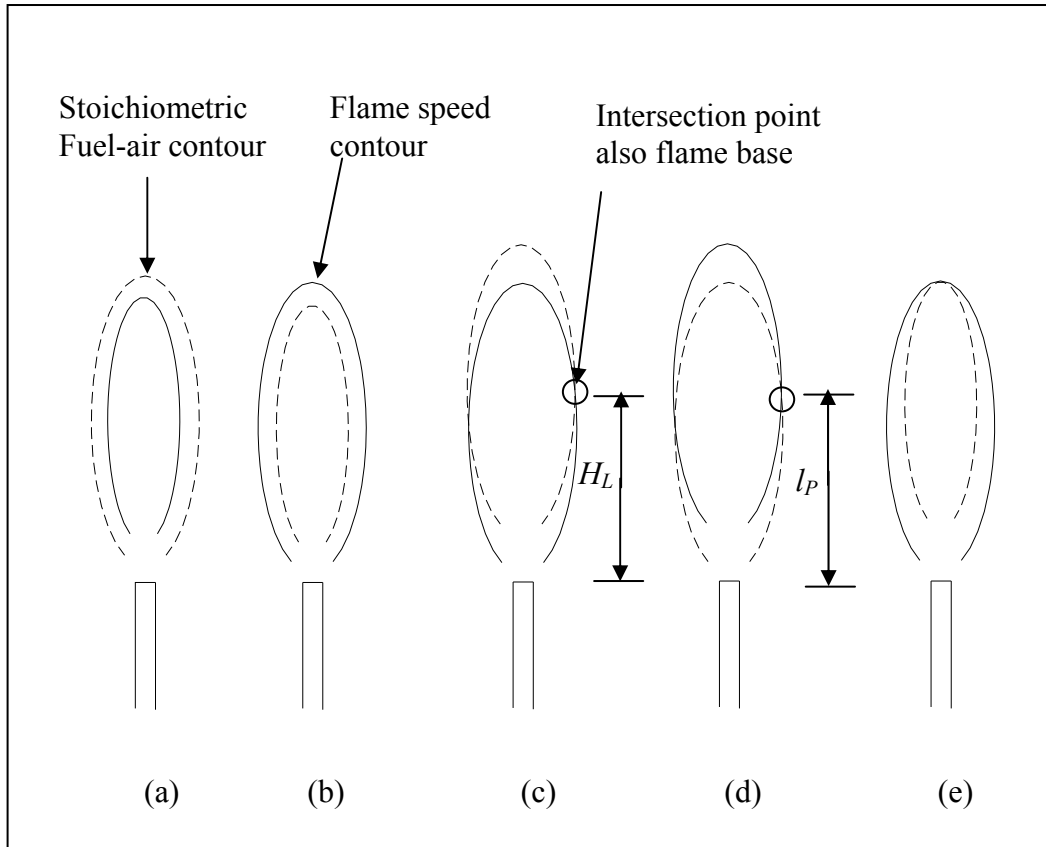 Stoichiometric
Fuel-air contour
Flame speed
contour
Intersection point
also flame base
H_L
l_P
(a)
(b)
(c)
(d)
(e)